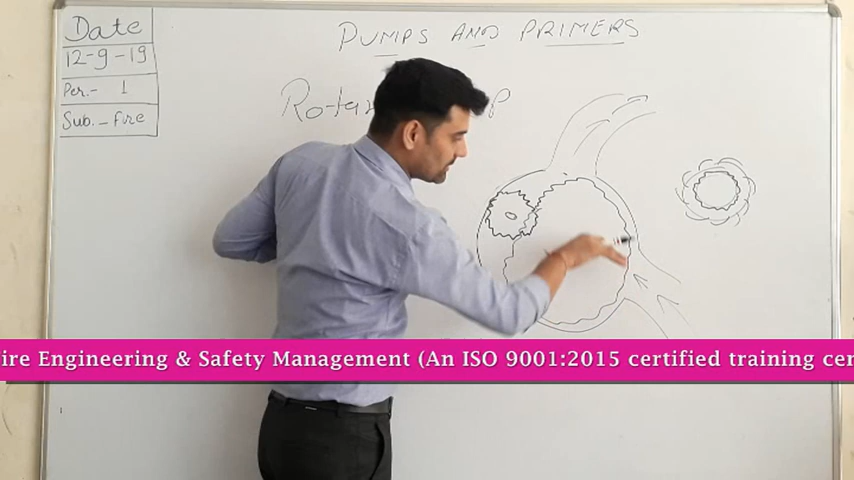 Date
12-9-19
Per.- 1
Sub.- fire
PUMPS AND PRIMERS
ire Engineering & Safety Management (An ISO 9001:2015 certified training cer